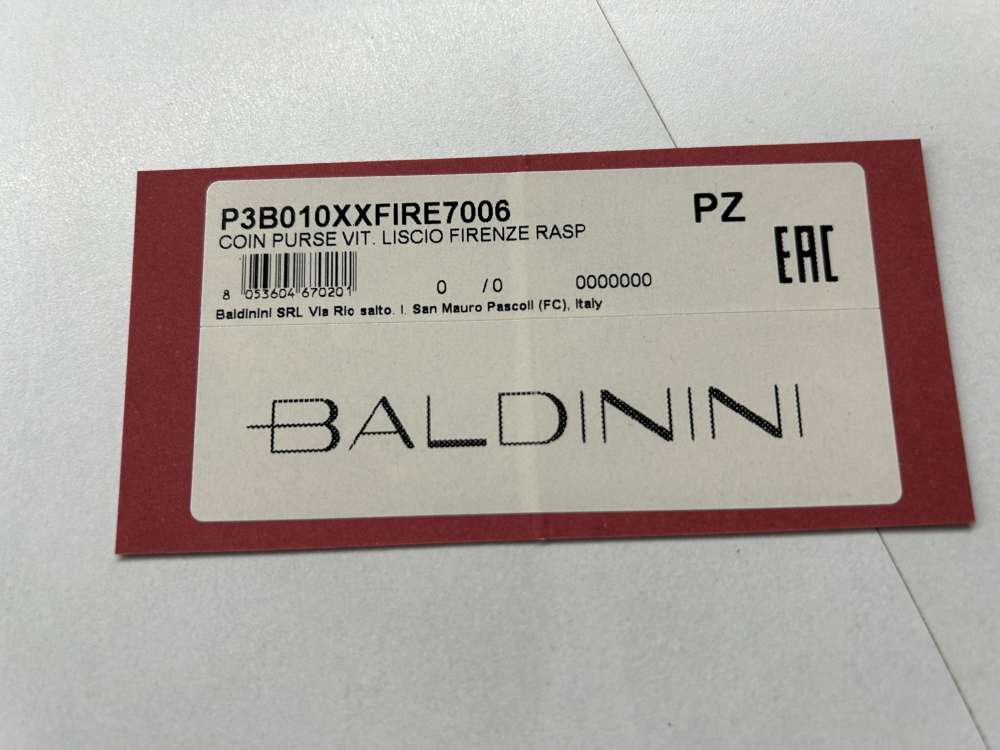 P3B010XXFIRE7006 PZ
COIN PURSE VIT. LISCIO FIRENZE RASP
EAC
8 053604 670201 0 /0 0000000
Baldinini SRL Via Rio salto. I. San Mauro Pascoli (FC), Italy
BALDININI